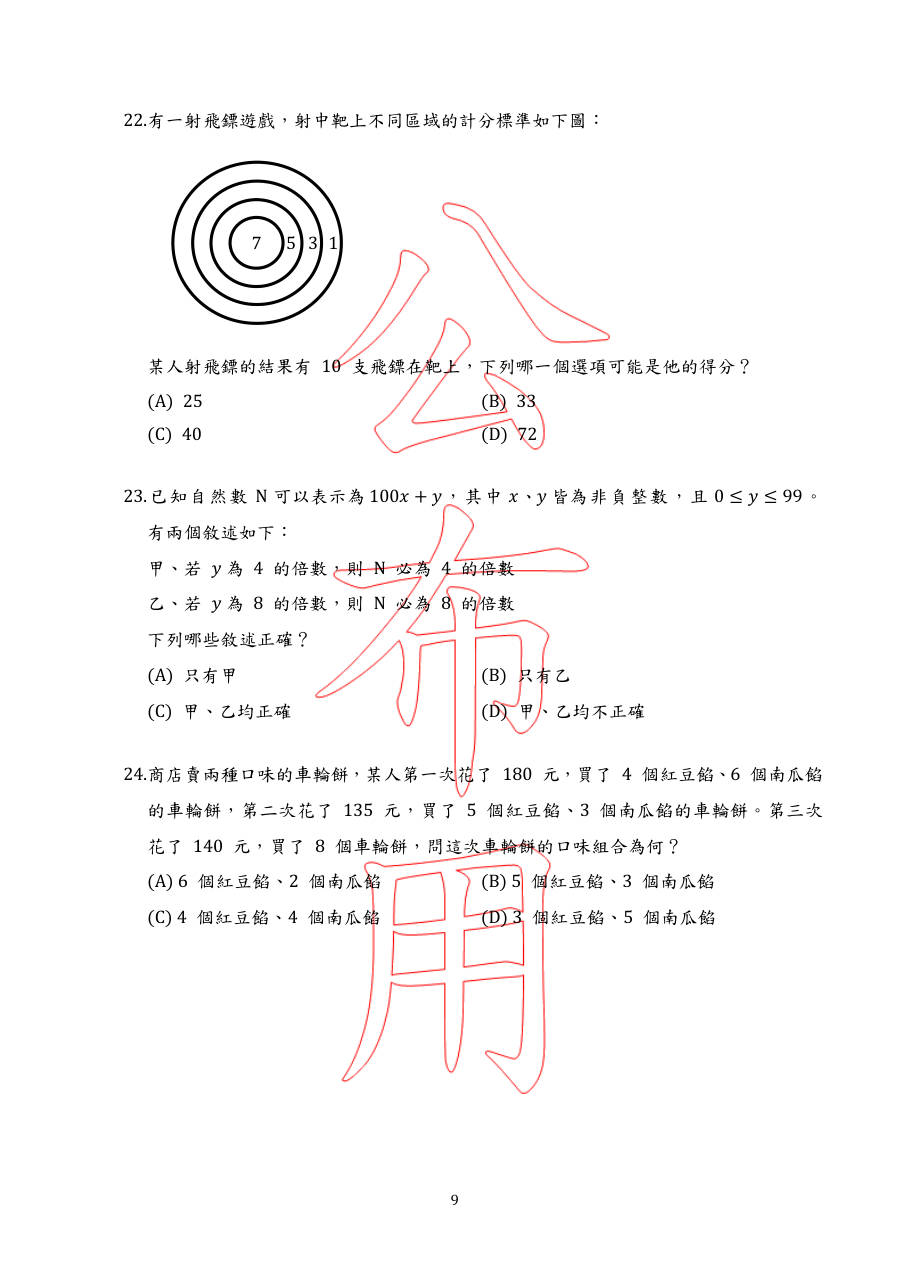 22.有一射飛鏢遊戲，射中靶上不同區域的計分標準如下圖：
7 5 3 1
某人射飛鏢的結果有 10 支飛鏢在靶上，下列哪一個選項可能是他的得分？
(A) 25 (B) 33
(C) 40 (D) 72
23.已知自然數 N 可以表示為 100x + y，其中 x、y 皆為非負整數，且 0 ≤ y ≤ 99。
有兩個敘述如下：
甲、若 y 為 4 的倍數，則 N 必為 4 的倍數
乙、若 y 為 8 的倍數，則 N 必為 8 的倍數
下列哪些敘述正確？
(A) 只有甲 (B) 只有乙
(C) 甲、乙均正確 (D) 甲、乙均不正確
24.商店賣兩種口味的車輪餅，某人第一次花了 180 元，買了 4 個紅豆餡、6 個南瓜餡
的車輪餅，第二次花了 135 元，買了 5 個紅豆餡、3 個南瓜餡的車輪餅。第三次
花了 140 元，買了 8 個車輪餅，問這次車輪餅的口味組合為何？
(A) 6 個紅豆餡、2 個南瓜餡 (B) 5 個紅豆餡、3 個南瓜餡
(C) 4 個紅豆餡、4 個南瓜餡 (D) 3 個紅豆餡、5 個南瓜餡
公布用
9